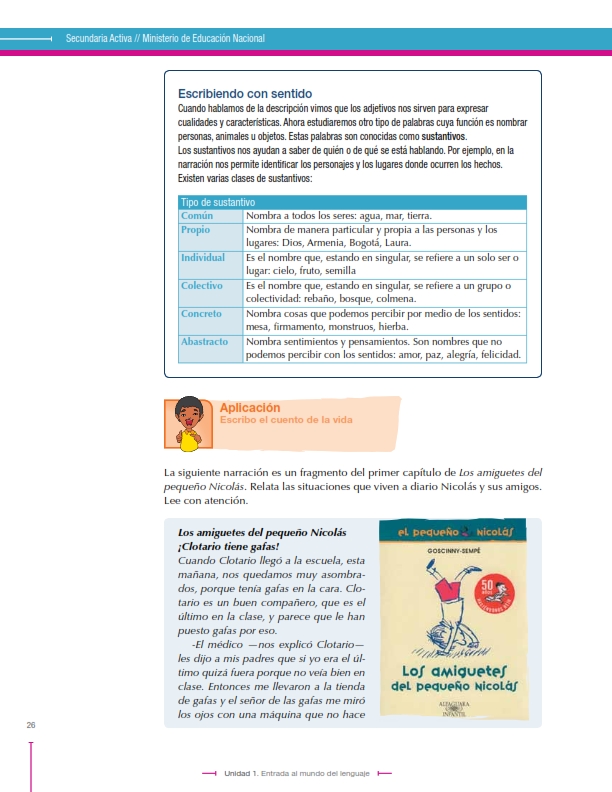 Secundaria Activa // Ministerio de Educación Nacional
Escribiendo con sentido
Cuando hablamos de la descripción vimos que los adjetivos nos sirven para expresar
cualidades y características. Ahora estudiaremos otro tipo de palabras cuya función es nombrar
personas, animales u objetos. Estas palabras son conocidas como sustantivos.
Los sustantivos nos ayudan a saber de quién o de qué se está hablando. Por ejemplo, en la
narración nos permite identificar los personajes y los lugares donde ocurren los hechos.
Existen varias clases de sustantivos:
Tipo de sustantivo
Común Nombra a todos los seres: agua, mar, tierra.
Propio Nombra de manera particular y propia a las personas y los
lugares: Dios, Armenia, Bogotá, Laura.
Individual Es el nombre que, estando en singular, se refiere a un solo ser o
lugar: cielo, fruto, semilla
Colectivo Es el nombre que, estando en singular, se refiere a un grupo o
colectividad: rebaño, bosque, colmena.
Concreto Nombra cosas que podemos percibir por medio de los sentidos:
mesa, firmamento, monstruos, hierba.
Abastracto Nombra sentimientos y pensamientos. Son nombres que no
podemos percibir con los sentidos: amor, paz, alegría, felicidad.
Aplicación
Escribo el cuento de la vida
La siguiente narración es un fragmento del primer capítulo de Los amiguetes del
pequeño Nicolás. Relata las situaciones que viven a diario Nicolás y sus amigos.
Lee con atención.
Los amiguetes del pequeño Nicolás
¡Clotario tiene gafas!
Cuando Clotario llegó a la escuela, esta
mañana, nos quedamos muy asombra-
dos, porque tenía gafas en la cara. Clo-
tario es un buen compañero, que es el
último en la clase, y parece que le han
puesto gafas por eso.
-El médico —nos explicó Clotario—
les dijo a mis padres que si yo era el úl-
timo quizá fuera porque no veía bien en
clase. Entonces me llevaron a la tienda
de gafas y el señor de las gafas me miró
los ojos con una máquina que no hace
el pequeño Nicolás
GOSCINNY-SEMPÉ
50
AÑOS
Los amiguetes
del pequeño Nicolás
ALFAGUARA
INFANTIL
26
Unidad 1. Entrada al mundo del lenguaje